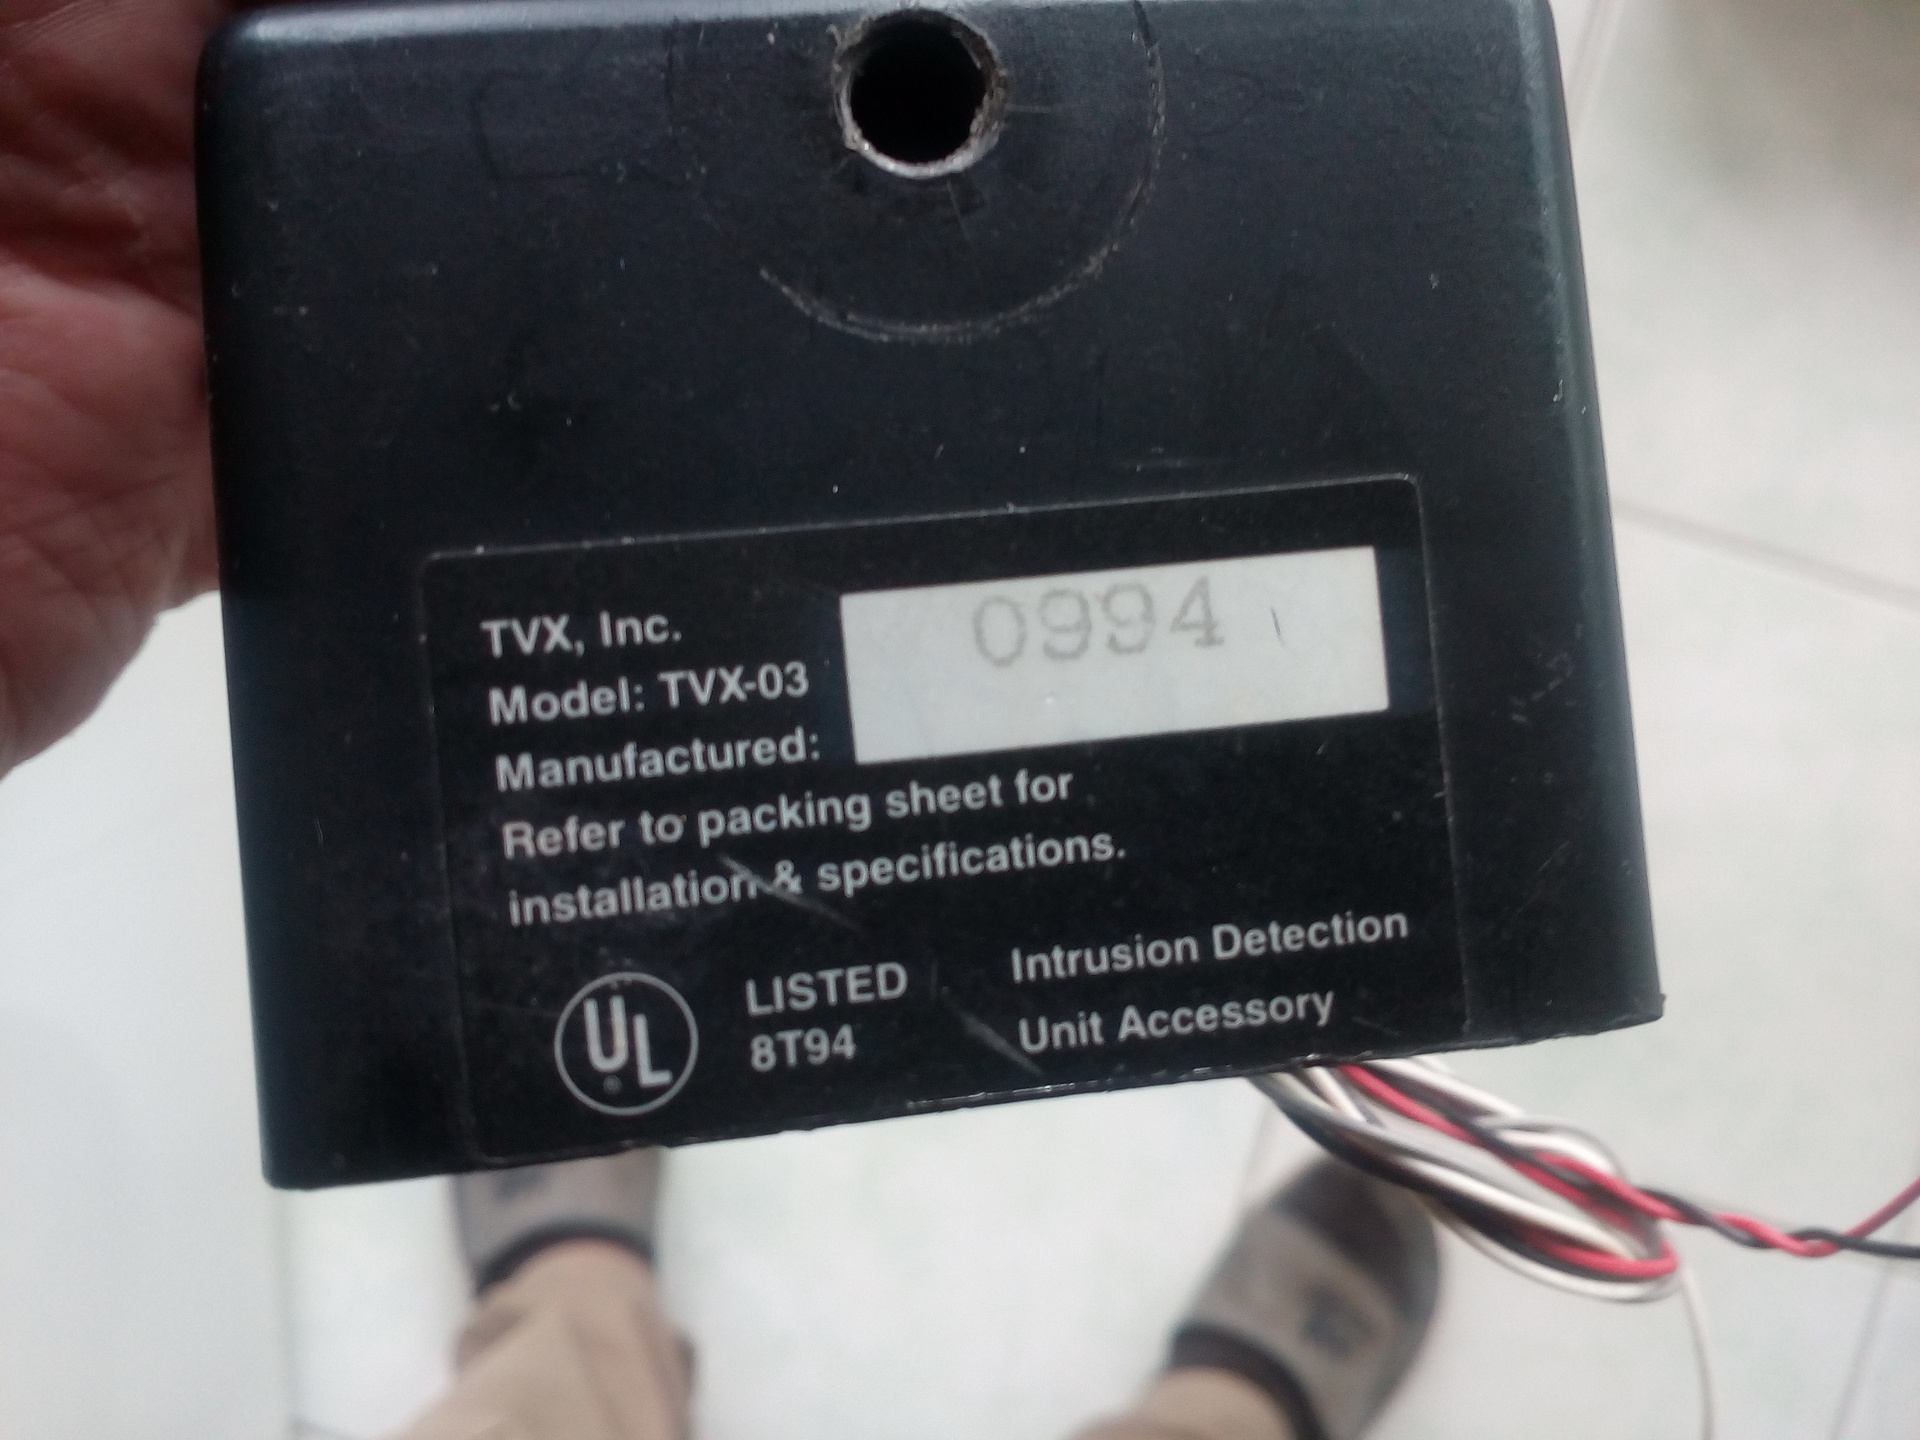 TVX, Inc.
Model: TVX-03
Manufactured: 0994
Refer to packing sheet for
installation & specifications.
UL®
LISTED
8T94
Intrusion Detection
Unit Accessory